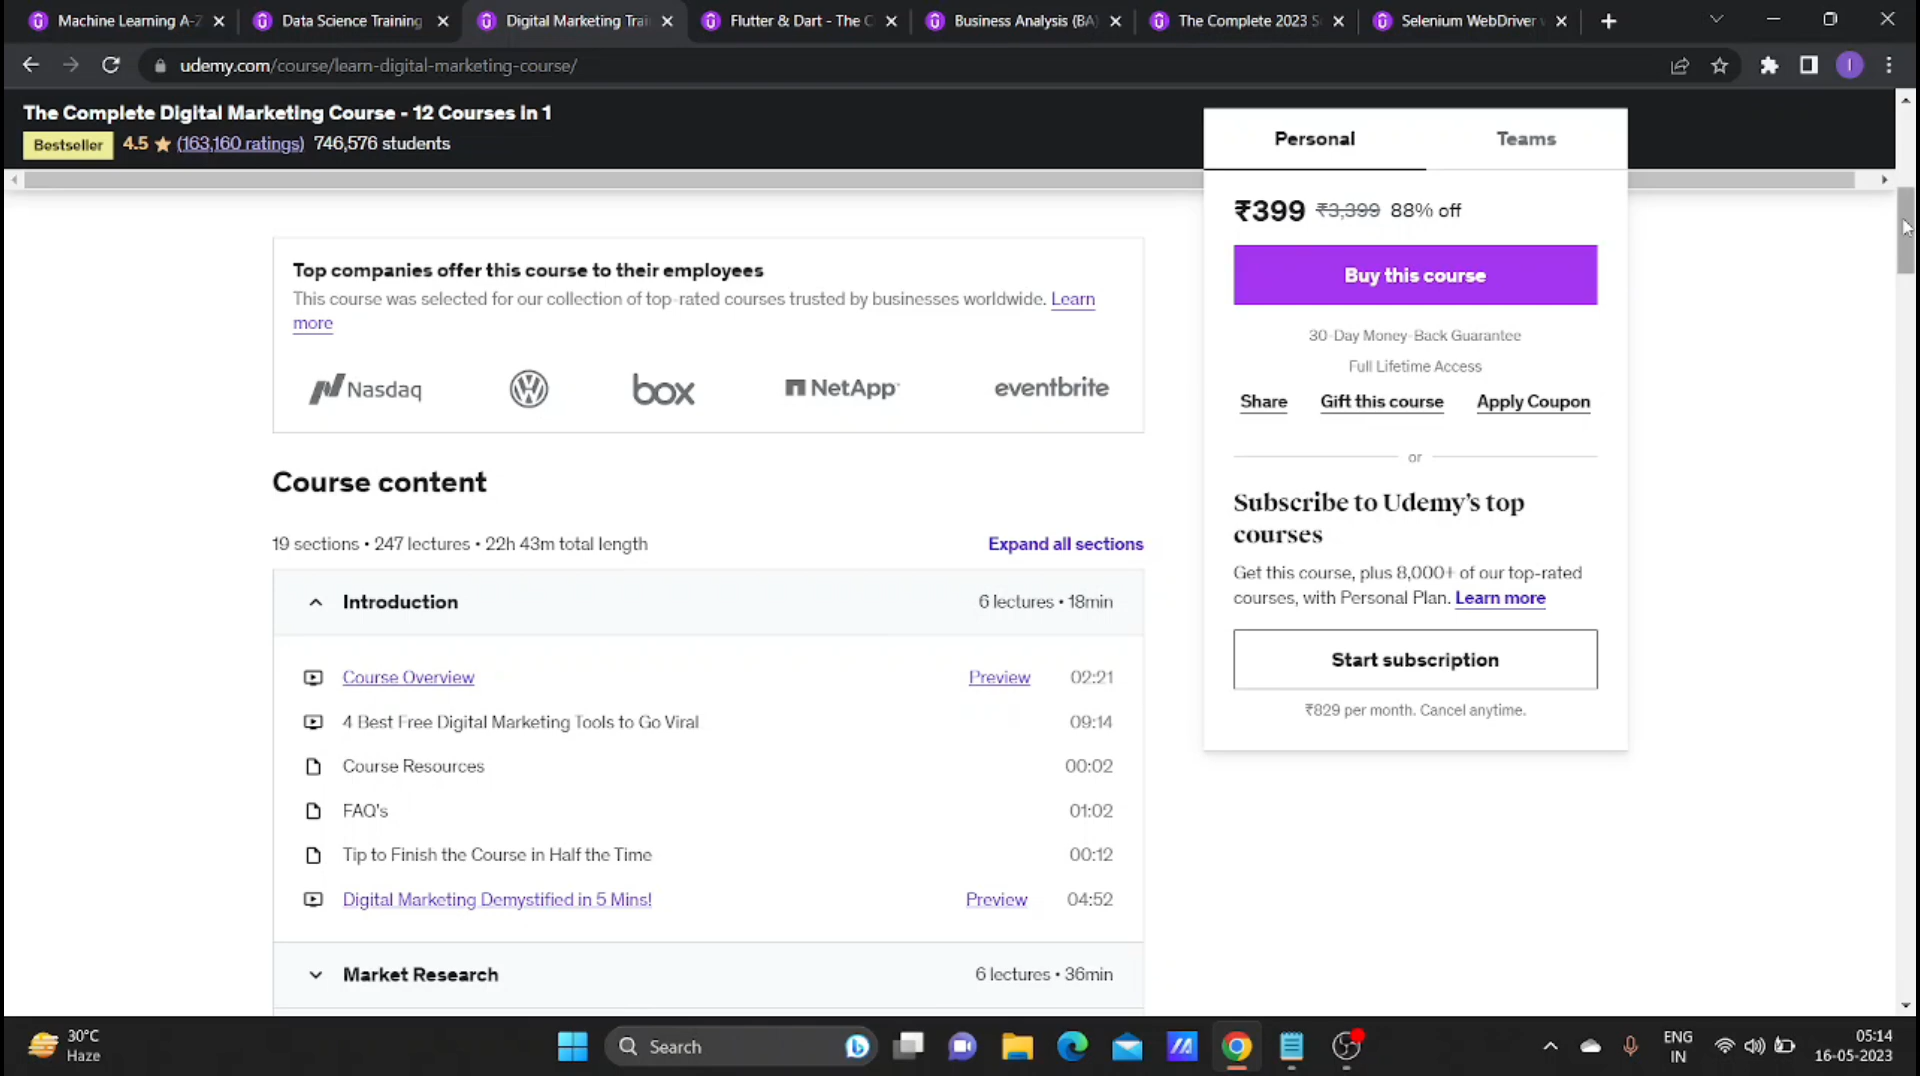 Machine Learning A-Z
Data Science Training
Digital Marketing Trai
Flutter & Dart - The C
Business Analysis (BA)
The Complete 2023 S
Selenium WebDriver
udemy.com/course/learn-digital-marketing-course/
I
The Complete Digital Marketing Course - 12 Courses in 1
Bestseller 4.5 (163,160 ratings) 746,576 students
Personal Teams
₹399 ₹3,399 88% off
Buy this course
30-Day Money-Back Guarantee
Full Lifetime Access
Share Gift this course Apply Coupon
or
Subscribe to Udemy's top
courses
Get this course, plus 8,000+ of our top-rated
courses, with Personal Plan. Learn more
Start subscription
₹829 per month. Cancel anytime.
Top companies offer this course to their employees
This course was selected for our collection of top-rated courses trusted by businesses worldwide. Learn
more
Nasdaq box NetApp eventbrite
Course content
19 sections • 247 lectures • 22h 43m total length Expand all sections
Introduction 6 lectures • 18min
Course Overview Preview 02:21
4 Best Free Digital Marketing Tools to Go Viral 09:14
Course Resources 00:02
FAQ's 01:02
Tip to Finish the Course in Half the Time 00:12
Digital Marketing Demystified in 5 Mins! Preview 04:52
Market Research 6 lectures • 36min
30°C
Haze
Search
ENG
IN
05:14
16-05-2023